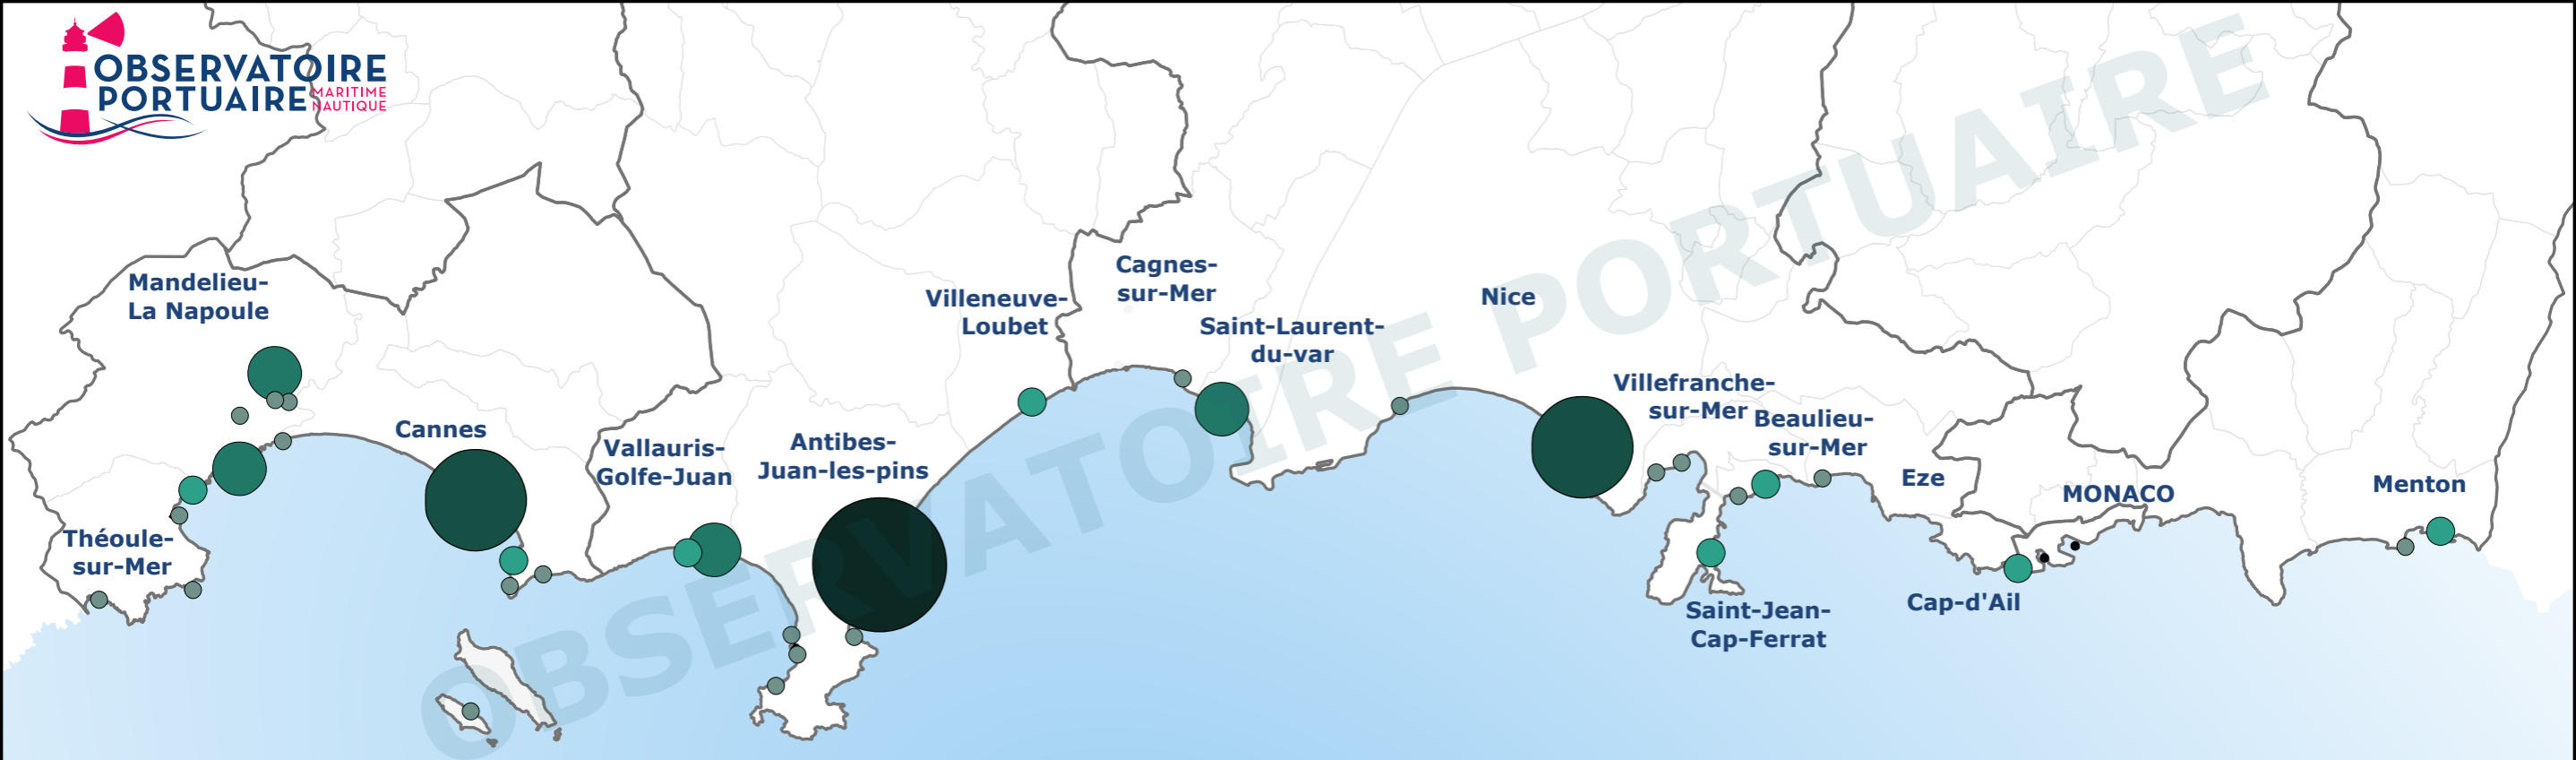 OBSERVATOIRE
PORTUAIRE
MARITIME
NAUTIQUE
OBSERVATOIRE PORTUAIRE
Mandelieu-
La Napoule
Théoule-
sur-Mer
Cannes
Vallauris-
Golfe-Juan
Antibes-
Juan-les-pins
Villeneuve-
Loubet
Cagnes-
sur-Mer
Saint-Laurent-
du-var
Nice
Villefranche-
sur-Mer
Beaulieu-
sur-Mer
Saint-Jean-
Cap-Ferrat
Eze
Cap-d'Ail
MONACO
Menton